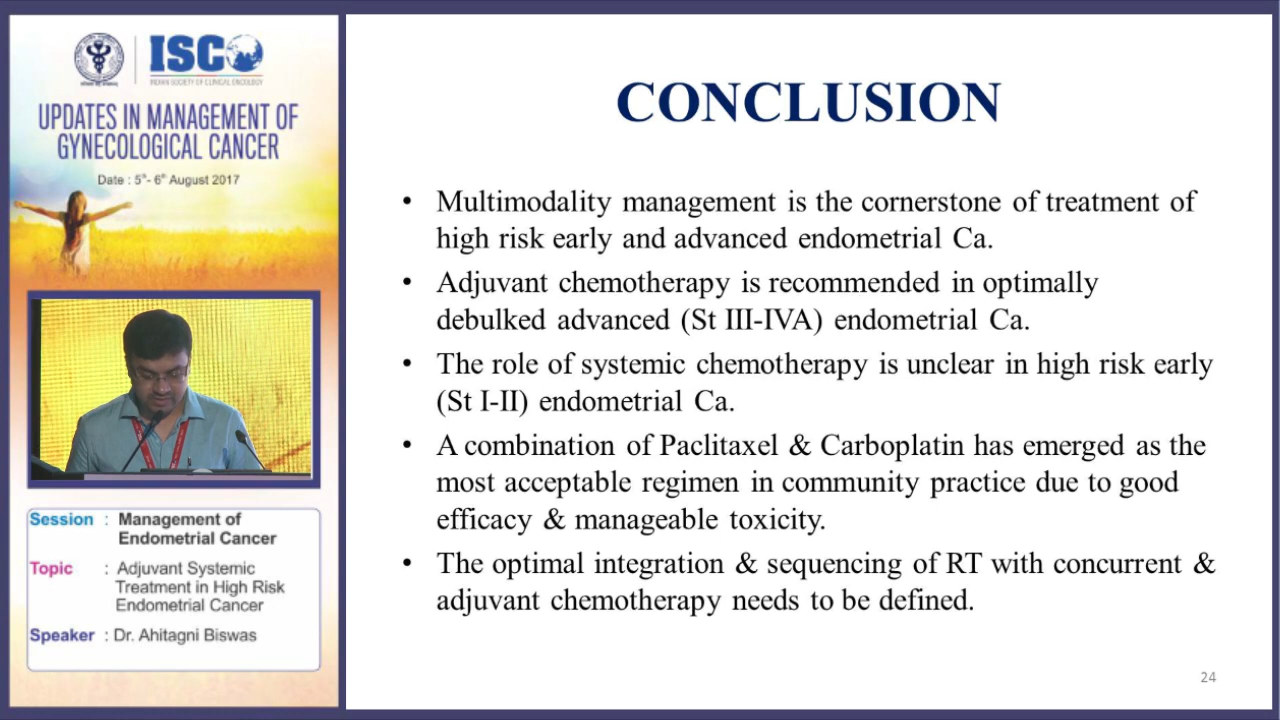 ISCO
INDIAN SOCIETY OF CLINICAL ONCOLOGY
UPDATES IN MANAGEMENT OF
GYNECOLOGICAL CANCER
Date : 5th- 6th August 2017
Session : Management of
Endometrial Cancer
Topic : Adjuvant Systemic
Treatment in High Risk
Endometrial Cancer
Speaker : Dr. Ahitagni Biswas
CONCLUSION
• Multimodality management is the cornerstone of treatment of
high risk early and advanced endometrial Ca.
• Adjuvant chemotherapy is recommended in optimally
debulked advanced (St III-IVA) endometrial Ca.
• The role of systemic chemotherapy is unclear in high risk early
(St I-II) endometrial Ca.
• A combination of Paclitaxel & Carboplatin has emerged as the
most acceptable regimen in community practice due to good
efficacy & manageable toxicity.
• The optimal integration & sequencing of RT with concurrent &
adjuvant chemotherapy needs to be defined.
24